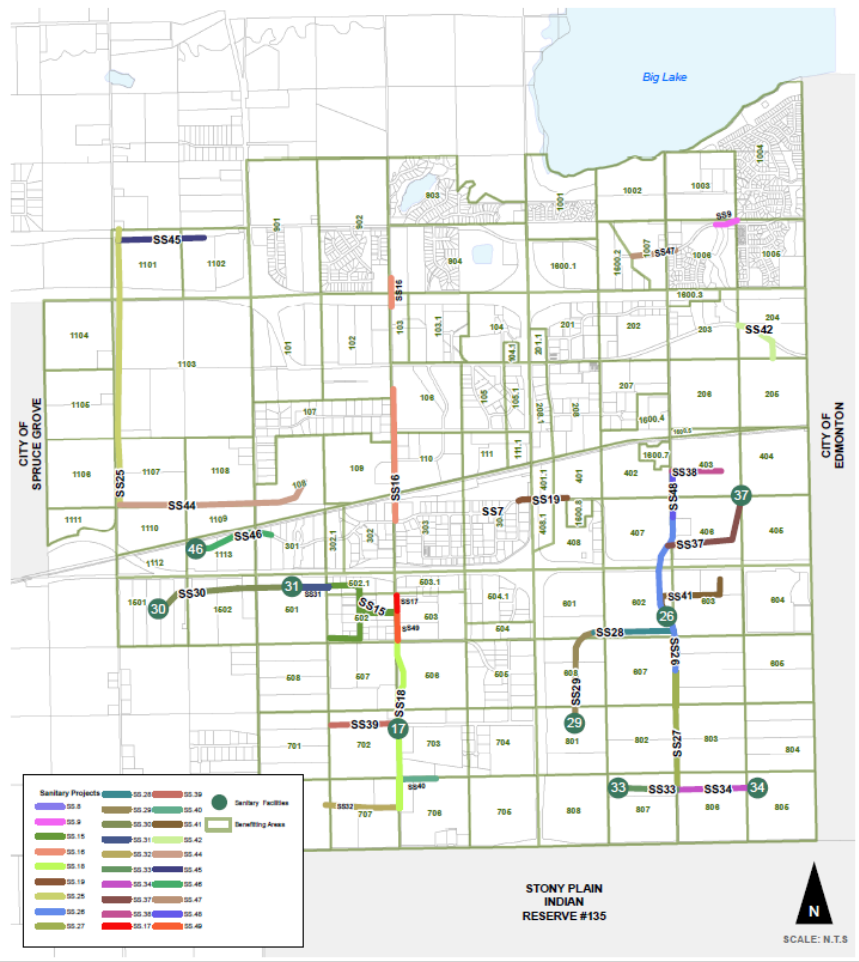 Big Lake
1004
1003
1002
803
1001
902
901
SS9
SS45
904
SS47
1007
1006
1005
1101
1102
1600.1
1600.2
SS16
1600.3
204
103
103.1
104
201
202
203
SS42
1104
101
102
104.1
201.1
1103
207
206
205
1105
106
105
105.1
208.1
208
107
1600.4
CITY OF
SPRUCE GROVE
CITY OF
EDMONTON
1106
1107
1108
109
110
111
111.1
1600.7
404
SS25
108
SS16
401.1
401
402
SS38
403
SS48
37
SS44
SS7
SS19
1600.8
1111
1110
1109
303
302
302.1
408.1
408
407
406
405
SS46
46
1113
301
SS37
1112
SS30
31
SS31
502.1
503.1
1501
30
1502
501
SS15
502
SS17
503
504.1
601
602
SS41
603
604
SS49
504
26
SS28
SS26
508
507
506
505
608
607
605
SS18
SS29
SS39
17
29
701
702
703
704
801
802
SS27
803
804
33
SS33
SS34
34
SS40
SS32
707
706
705
808
807
806
805
Sanitary Projects
SS.8
SS.9
SS.15
SS.16
SS.18
SS.19
SS.25
SS.26
SS.27
SS.28
SS.29
SS.30
SS.31
SS.32
SS.33
SS.34
SS.37
SS.38
SS.17
SS.39
SS.40
SS.41
SS.42
SS.44
SS.45
SS.46
SS.47
SS.48
SS.49
Sanitary Facilities
Benefitting Areas
STONY PLAIN
INDIAN
RESERVE #135
N
SCALE: N.T.S